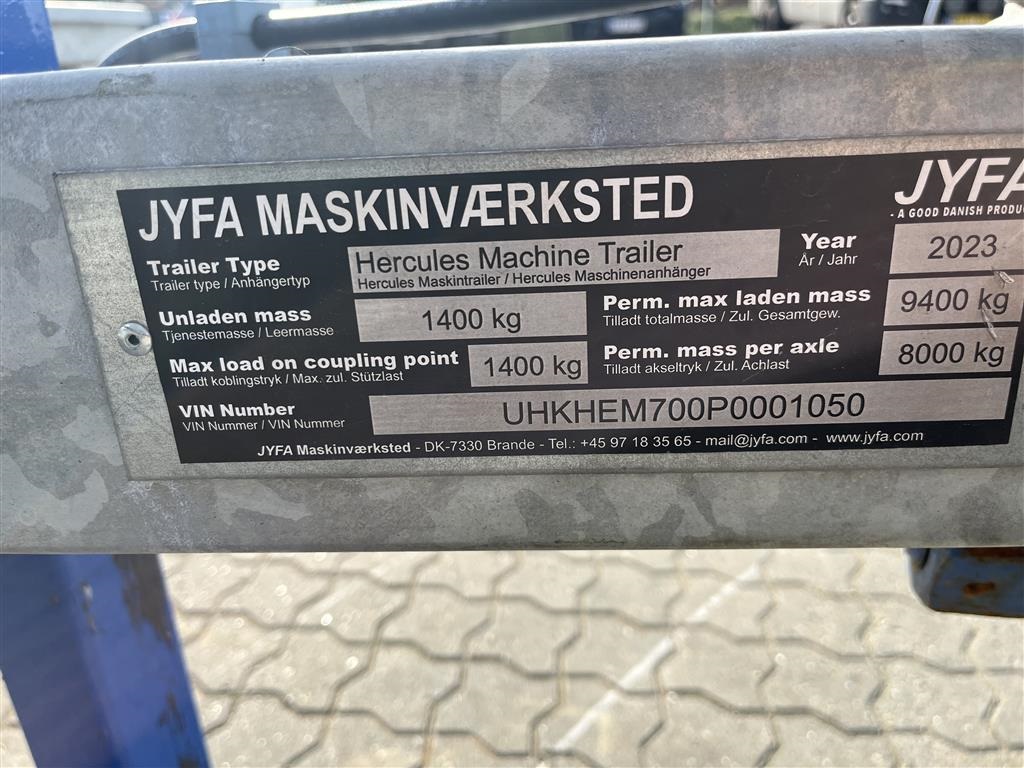 JYFA MASKINVÆRKSTED
JYFA
- A GOOD DANISH PRODU
Trailer Type
Trailer type / Anhängertyp
Hercules Machine Trailer
Hercules Maskintrailer / Hercules Maschinenanhänger
Year
År / Jahr
2023
Unladen mass
Tjenestemasse / Leermasse
1400 kg
Perm. max laden mass
Tilladt totalmasse / Zul. Gesamtgew.
9400 kg
Max load on coupling point
Tilladt koblingstryk / Max. zul. Stützlast
1400 kg
Perm. mass per axle
Tilladt akseltryk / Zul. Achlast
8000 kg
VIN Number
VIN Nummer / VIN Nummer
UHKHEM700P0001050
JYFA Maskinværksted - DK-7330 Brande - Tel.: +45 97 18 35 65 - mail@jyfa.com - www.jyfa.com